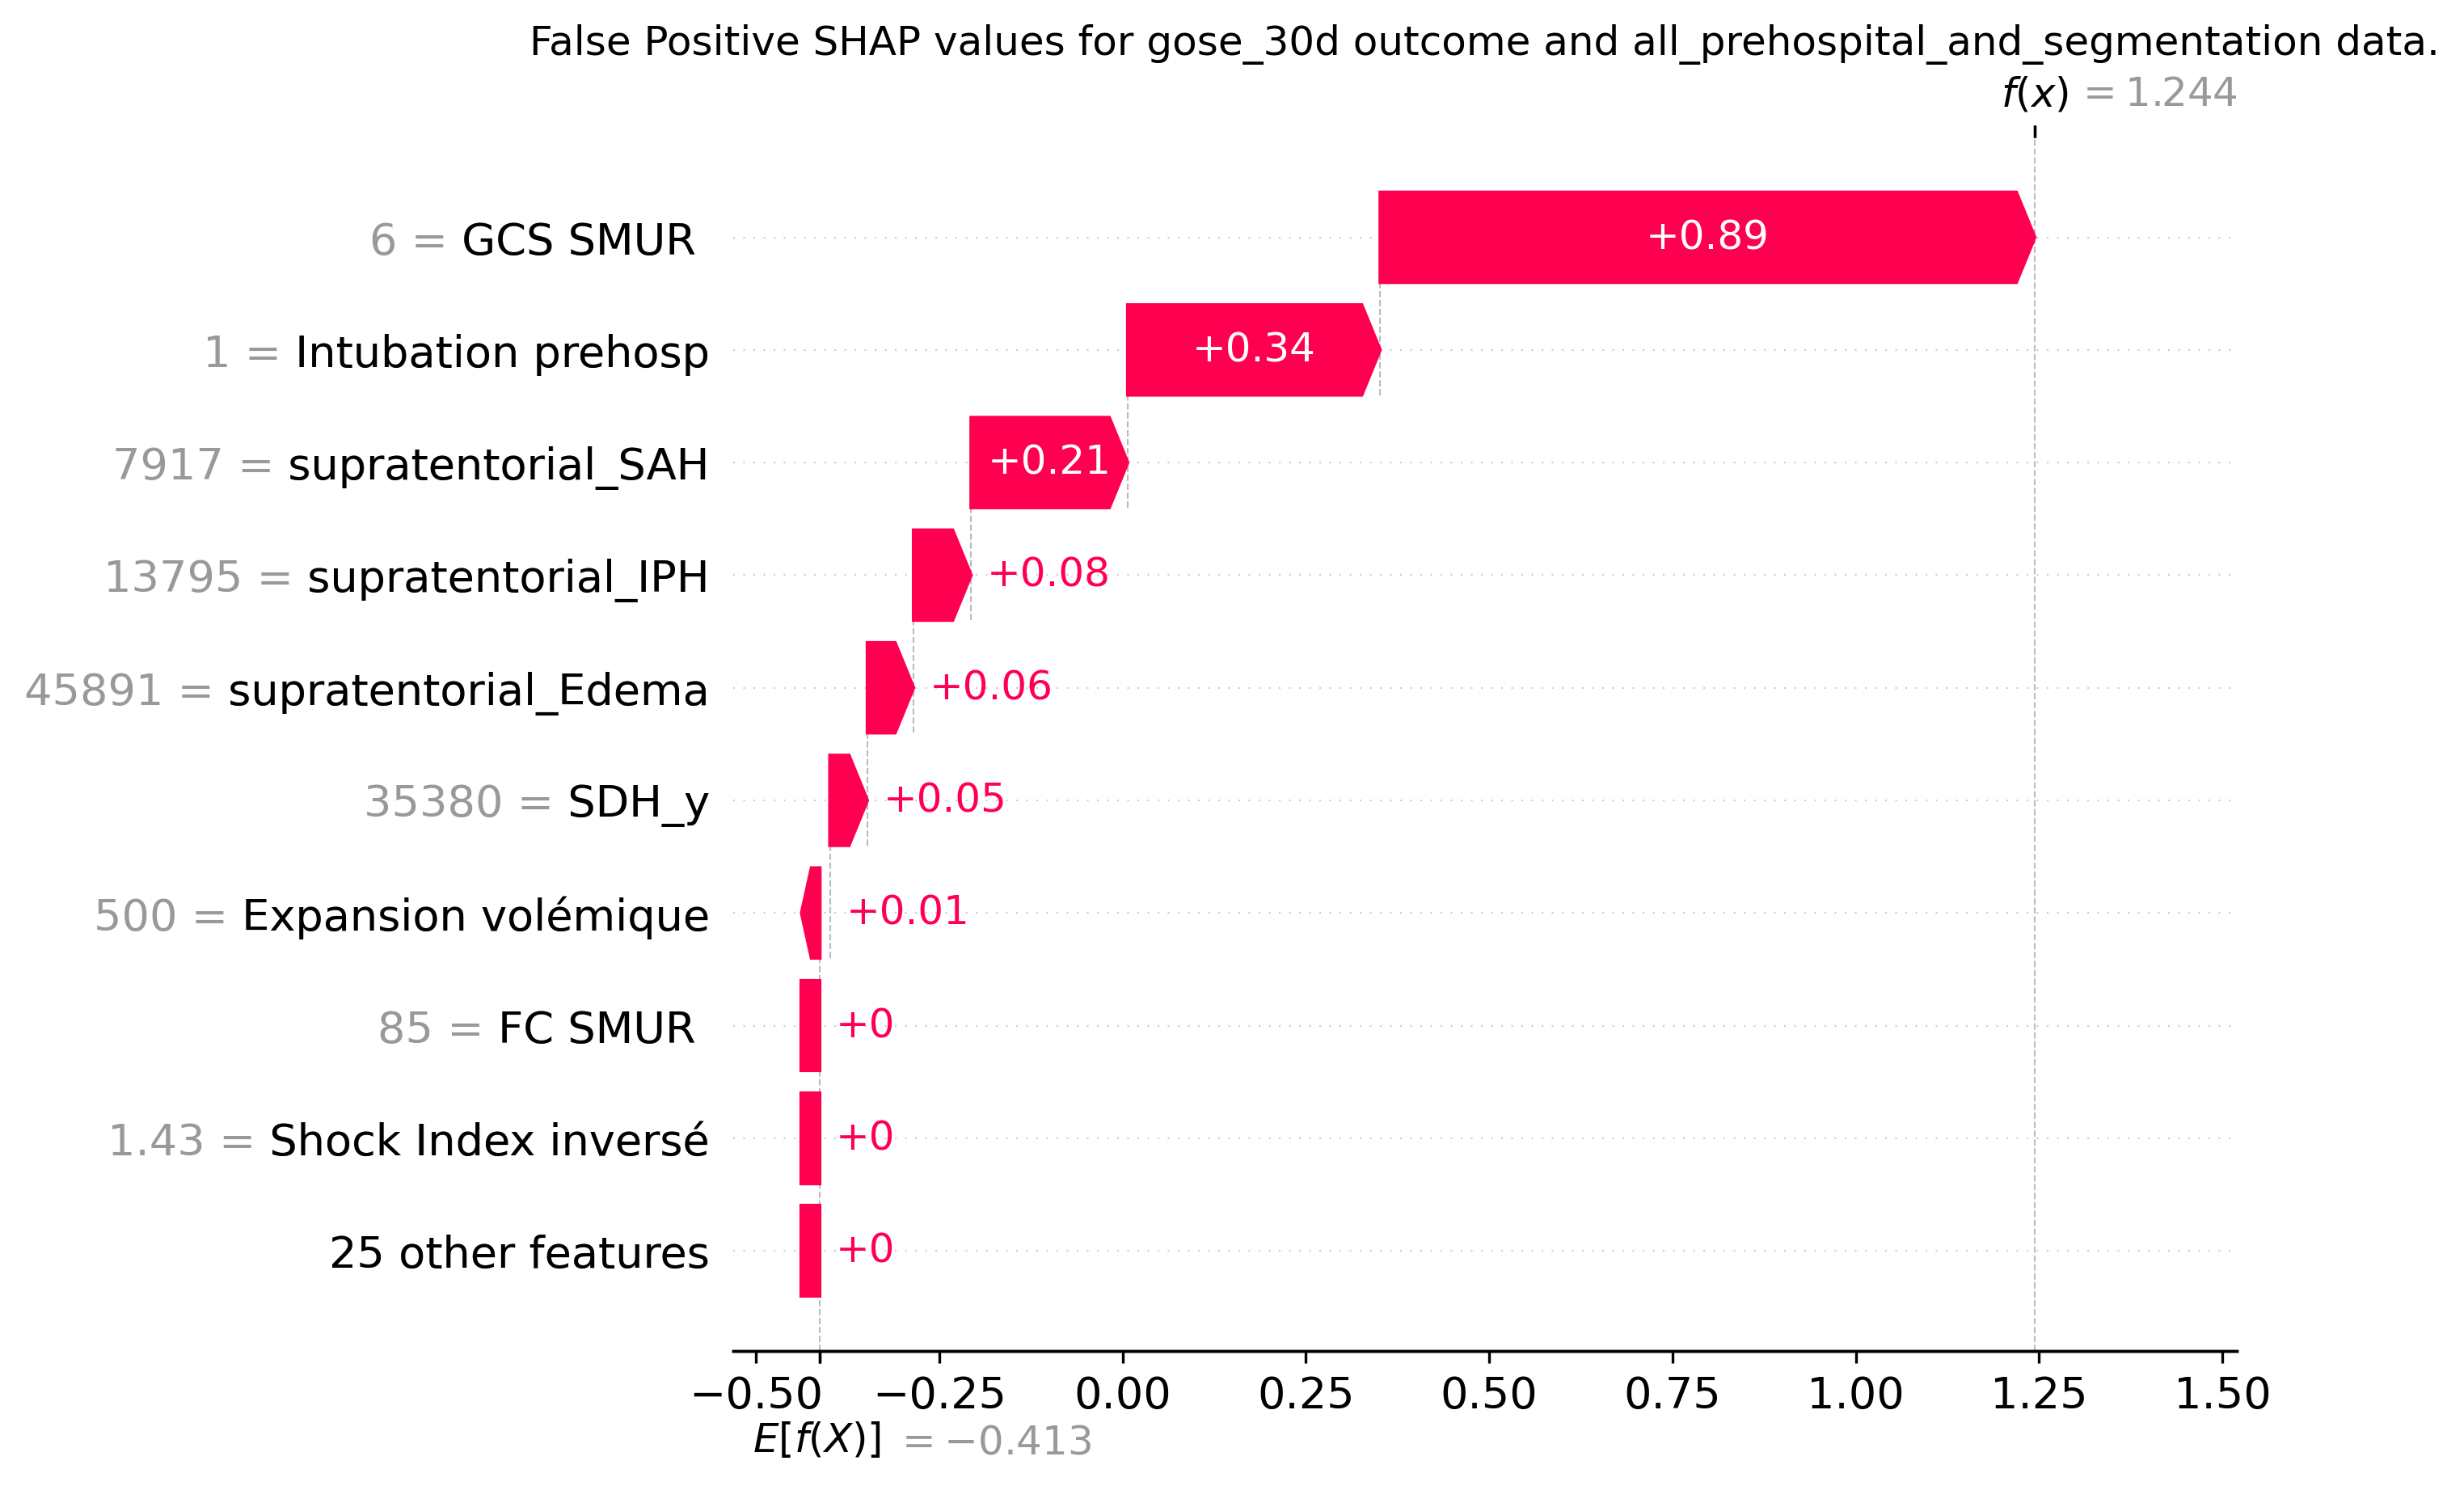 False Positive SHAP values for gose_30d outcome and all_prehospital_and_segmentation data.
f(x) = 1.244
6 = GCS SMUR +0.89
1 = Intubation prehosp +0.34
7917 = supratentorial_SAH +0.21
13795 = supratentorial_IPH +0.08
45891 = supratentorial_Edema +0.06
35380 = SDH_y +0.05
500 = Expansion volémique +0.01
85 = FC SMUR +0
1.43 = Shock Index inversé +0
25 other features +0
−0.50 −0.25 0.00 0.25 0.50 0.75 1.00 1.25 1.50
E[f(X)] = −0.413